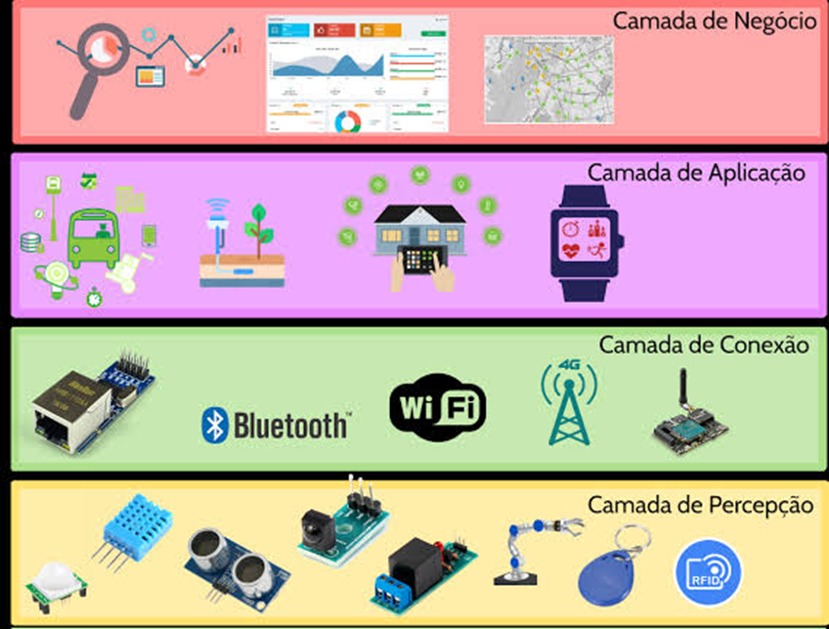 Camada de Negócio
Camada de Aplicação
Camada de Conexão
4G
Bluetooth™
Wi Fi
Camada de Percepção
RFID